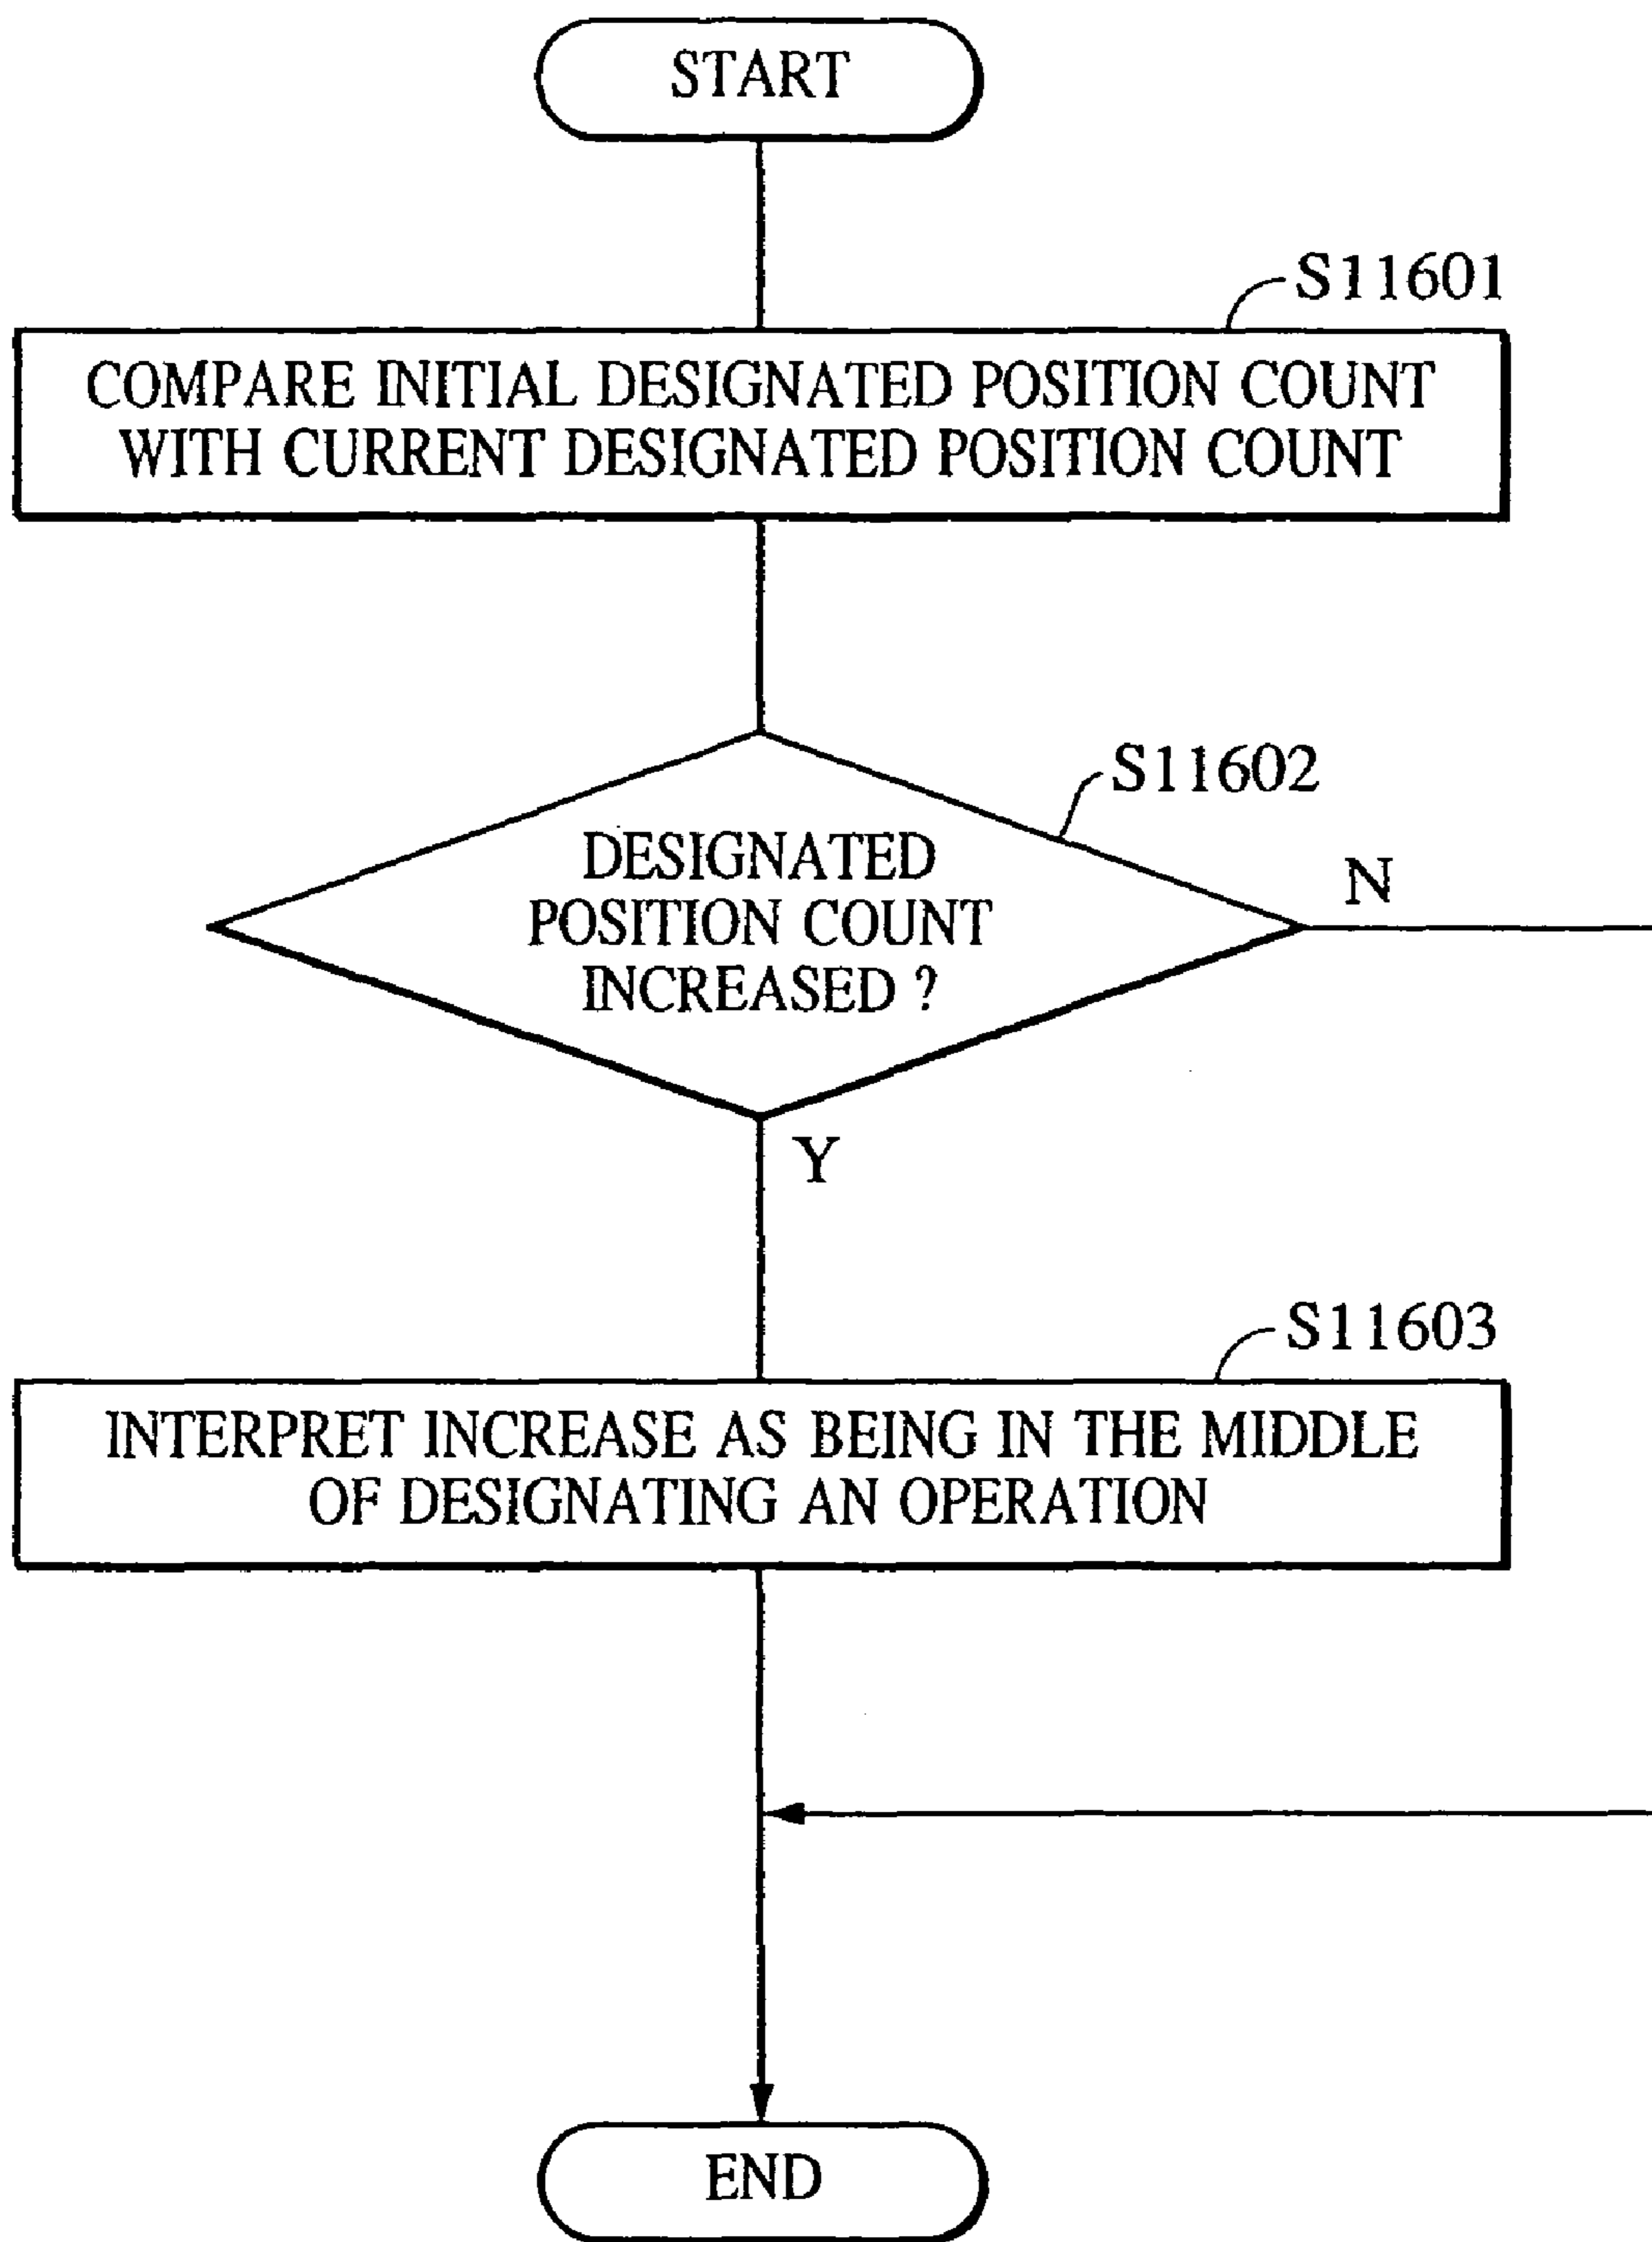 START
S11601
COMPARE INITIAL DESIGNATED POSITION COUNT
WITH CURRENT DESIGNATED POSITION COUNT
S11602
DESIGNATED
POSITION COUNT
INCREASED ?
N
Y
S11603
INTERPRET INCREASE AS BEING IN THE MIDDLE
OF DESIGNATING AN OPERATION
END